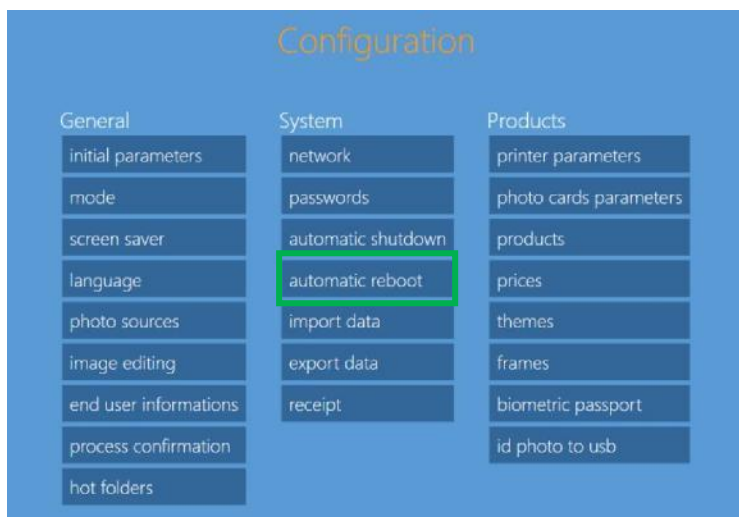 Configuration
General
initial parameters
mode
screen saver
language
photo sources
image editing
end user informations
process confirmation
hot folders
System
network
passwords
automatic shutdown
automatic reboot
import data
export data
receipt
Products
printer parameters
photo cards parameters
products
prices
themes
frames
biometric passport
id photo to usb